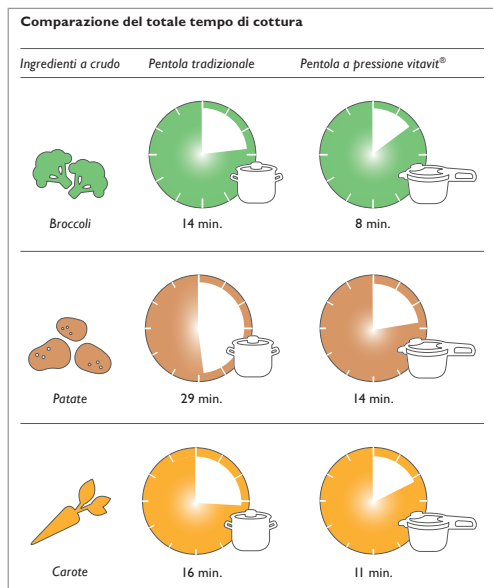 Comparazione del totale tempo di cottura
Ingredienti a crudo Pentola tradizionale Pentola a pressione vitavit®
Broccoli 14 min. 8 min.
Patate 29 min. 14 min.
Carote 16 min. 11 min.